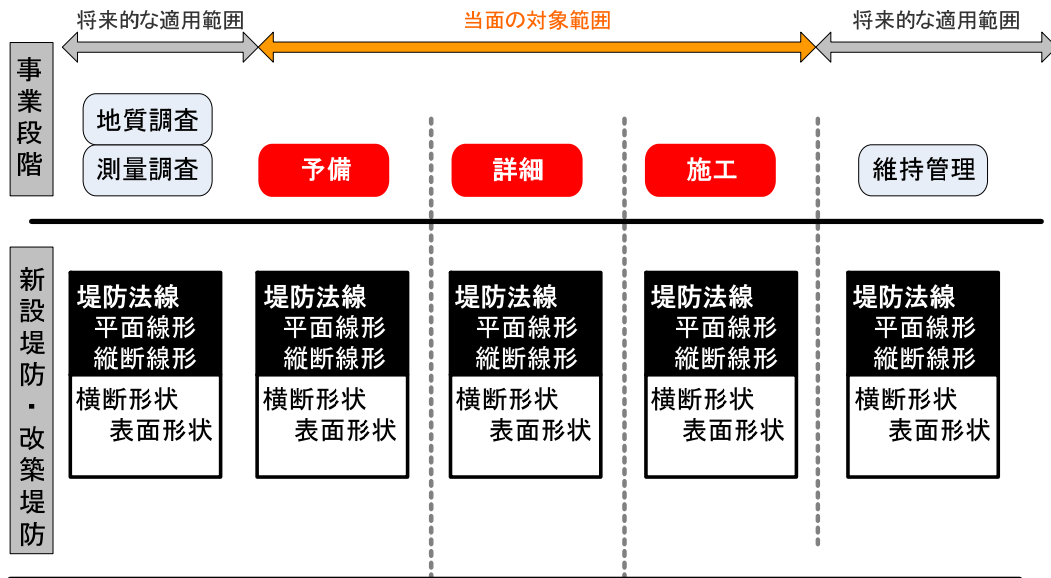 将来的な適用範囲
当面の対象範囲
将来的な適用範囲
事業段階
地質調査
測量調査
予備
詳細
施工
維持管理
新設堤防・改築堤防
堤防法線
平面線形
縦断線形
横断形状
表面形状
堤防法線
平面線形
縦断線形
横断形状
表面形状
堤防法線
平面線形
縦断線形
横断形状
表面形状
堤防法線
平面線形
縦断線形
横断形状
表面形状
堤防法線
平面線形
縦断線形
横断形状
表面形状